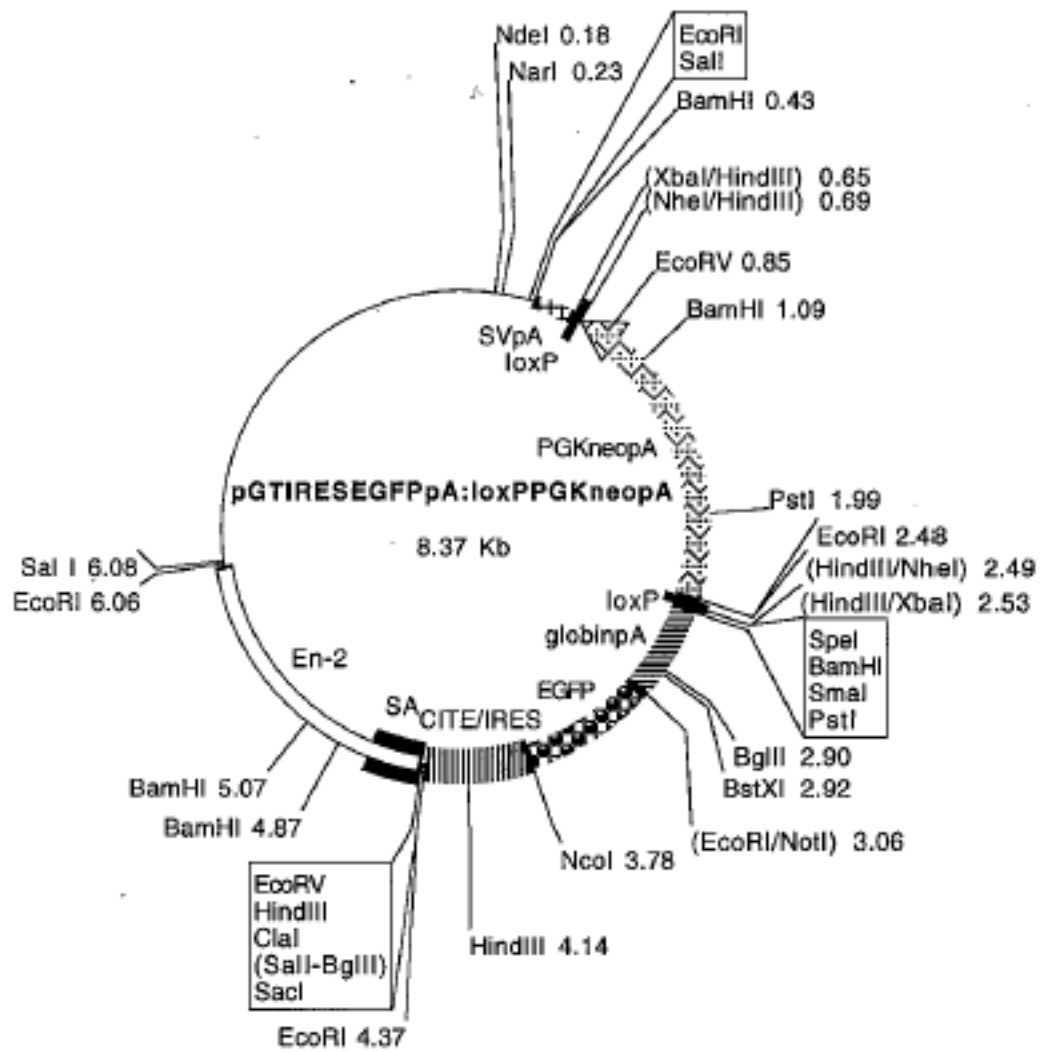 NdeI 0.18
NarI 0.23
EcoRI
SalI
BamHI 0.43
(XbaI/HindIII) 0.65
(NheI/HindIII) 0.69
EcoRV 0.85
BamHI 1.09
SVpA
loxP
PGKneopA
pGTIRESEGFPpA:loxPPGKneopA
8.37 Kb
PstI 1.99
EcoRI 2.48
(HindIII/NheI) 2.49
(HindIII/XbaI) 2.53
SpeI
BamHI
SmaI
PstI
loxP
globinpA
EGFP
BglII 2.90
BstXI 2.92
(EcoRI/NotI) 3.06
NcoI 3.78
CITE/IRES
SA
HindIII 4.14
EcoRV
HindIII
ClaI
(SalI-BglII)
SacI
EcoRI 4.37
BamHI 4.87
BamHI 5.07
En-2
Sal I 6.08
EcoRI 6.06